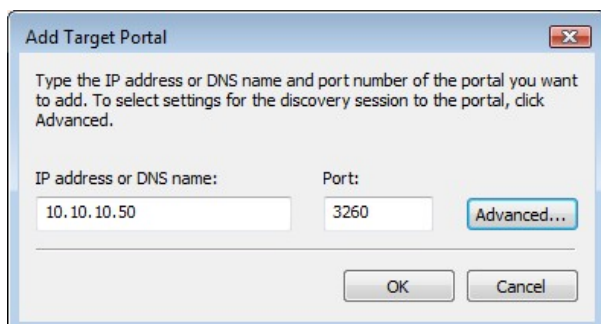 Add Target Portal
Type the IP address or DNS name and port number of the portal you want
to add. To select settings for the discovery session to the portal, click
Advanced.
IP address or DNS name: Port:
10.10.10.50 3260 Advanced...
OK Cancel